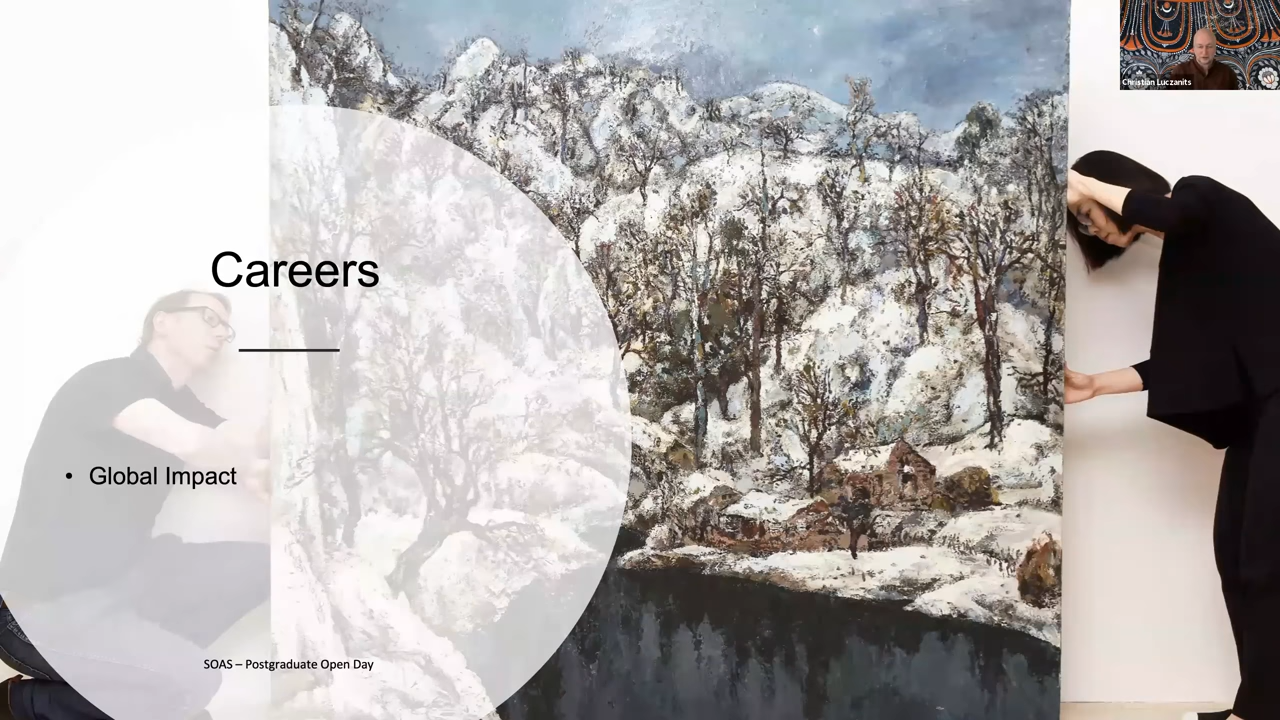 Christian Luczanits
Careers
• Global Impact
SOAS – Postgraduate Open Day